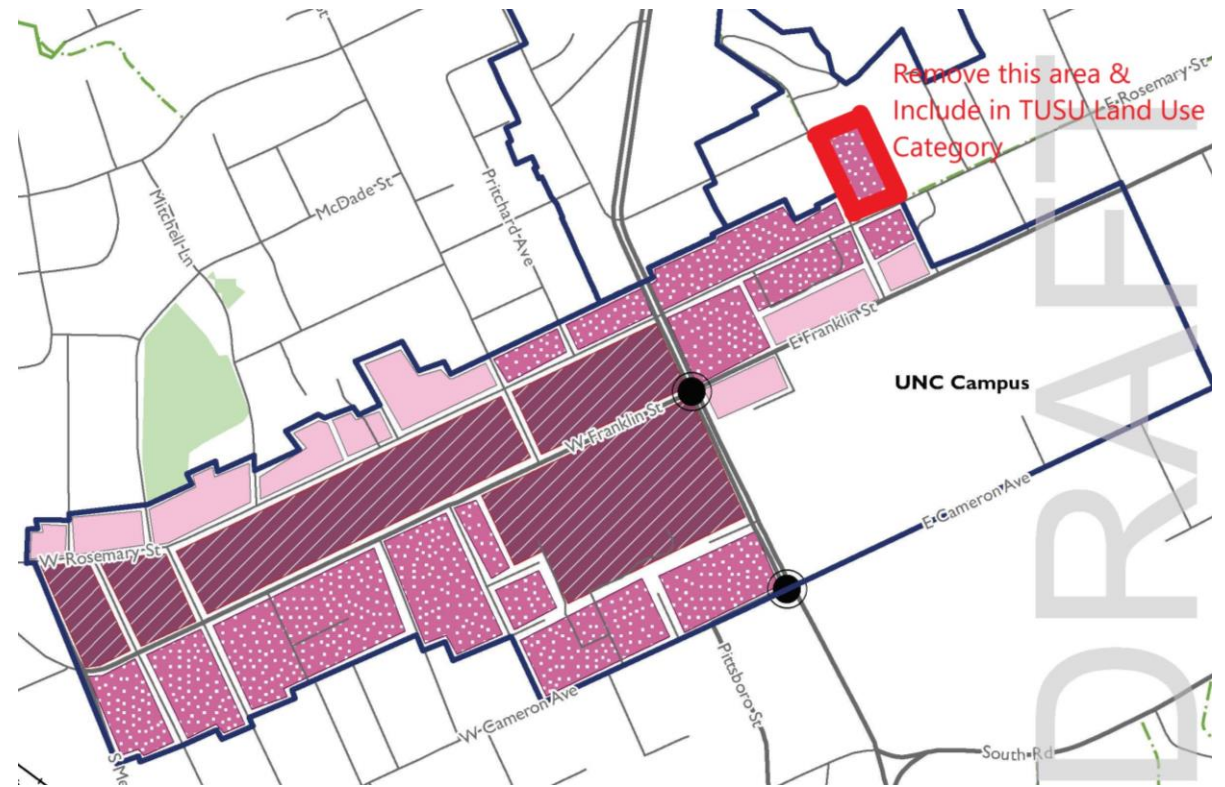 Remove this area &
Include in TUSU Land Use
Category
E-Rosemary-St
McDade-St
Mitchell-Ln
Pritchard-Ave
E-Franklin-St
UNC Campus
W-Franklin-St
E-Cameron-Ave
W-Rosemary-St
W-Cameron-Ave
Pittsboro-St
South-Rd
DRAFT